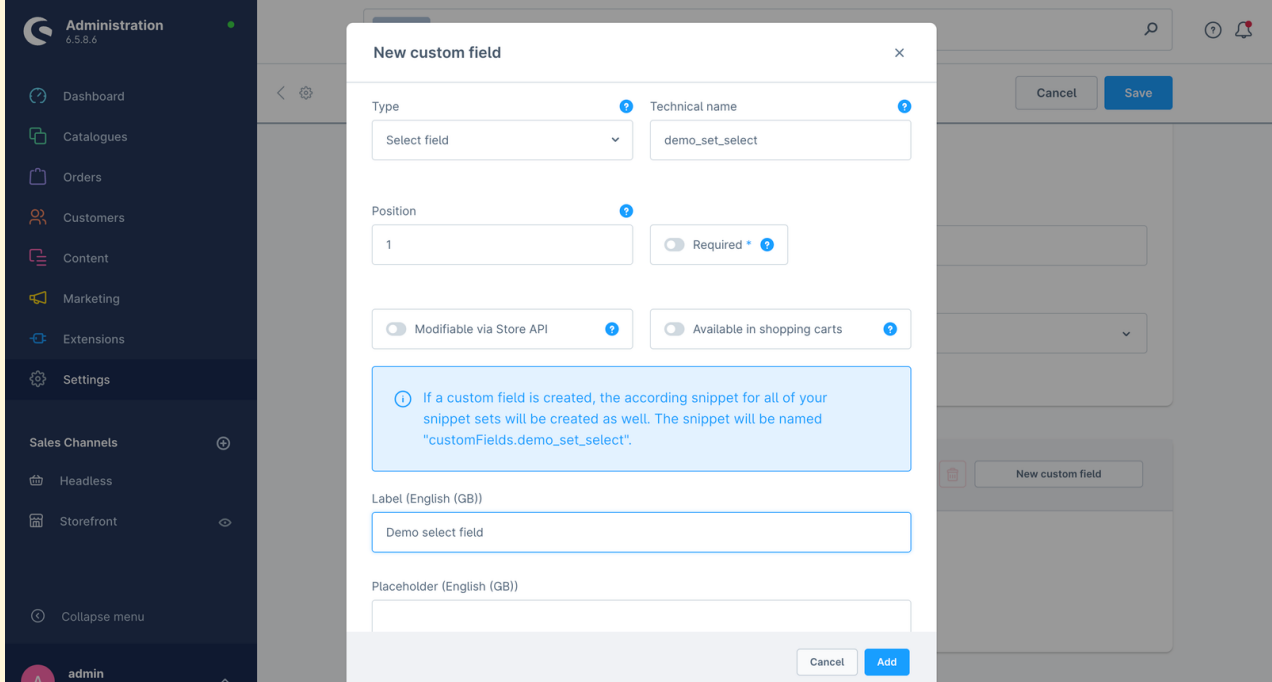 Administration
6.5.8.6
Dashboard
Catalogues
Orders
Customers
Content
Marketing
Extensions
Settings
Sales Channels
Headless
Storefront
Collapse menu
A
admin
Cancel
Save
New custom field
New custom field
Type
Technical name
Select field
demo_set_select
Position
1
Required *
Modifiable via Store API
Available in shopping carts
If a custom field is created, the according snippet for all of your
snippet sets will be created as well. The snippet will be named
"customFields.demo_set_select".
Label (English (GB))
Demo select field
Placeholder (English (GB))
Cancel
Add